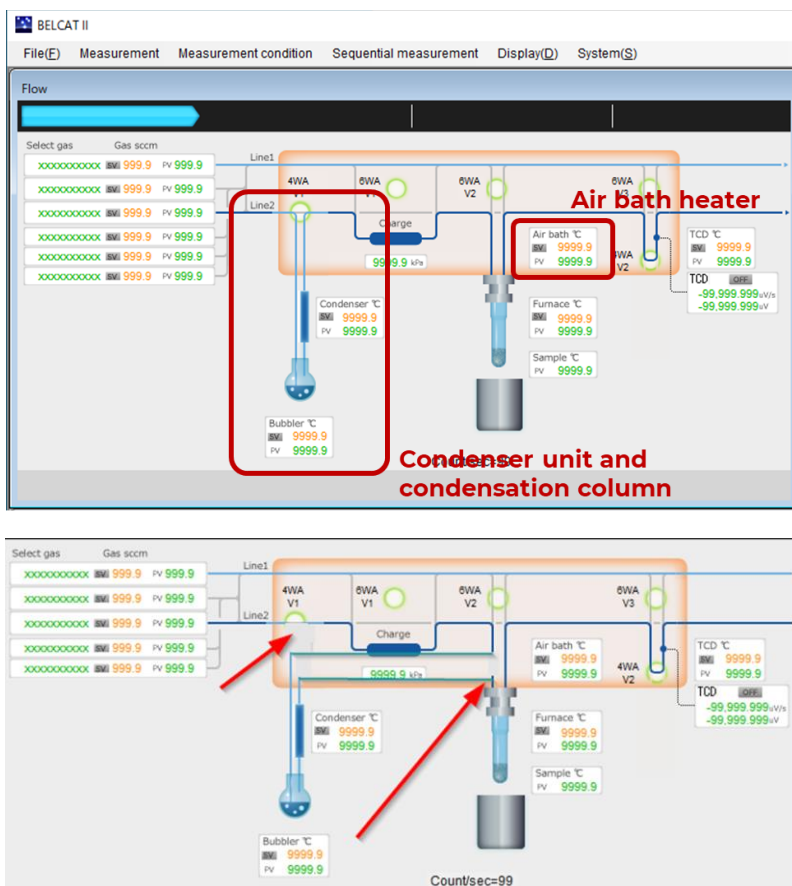 BELCAT II
File(F) Measurement Measurement condition Sequential measurement Display(D) System(S)
Flow
Select gas Gas sccm
Line1
xxxxxxxxxx SV 999.9 PV 999.9
xxxxxxxxxx SV 999.9 PV 999.9
xxxxxxxxxx SV 999.9 PV 999.9
xxxxxxxxxx SV 999.9 PV 999.9
xxxxxxxxxx SV 999.9 PV 999.9
xxxxxxxxxx SV 999.9 PV 999.9
Line2
4WA
V1
6WA
V1
6WA
V2
6WA
V3
Air bath heater
Charge
9999.9 kPa
Air bath ℃
SV 9999.9
PV 9999.9
V2
TCD ℃
SV 9999.9
PV 9999.9
TCD OFF
-99,999.999uV/s
-99,999.999uV
Condenser ℃
SV 9999.9
PV 9999.9
Furnace ℃
SV 9999.9
PV 9999.9
Sample ℃
PV 9999.9
Bubbler ℃
SV 9999.9
PV 9999.9
Condenser unit and
condensation column
Select gas Gas sccm
Line1
xxxxxxxxxx SV 999.9 PV 999.9
xxxxxxxxxx SV 999.9 PV 999.9
xxxxxxxxxx SV 999.9 PV 999.9
xxxxxxxxxx SV 999.9 PV 999.9
xxxxxxxxxx SV 999.9 PV 999.9
Line2
4WA
V1
6WA
V1
6WA
V2
6WA
V3
Charge
9999.9 kPa
Air bath ℃
SV 9999.9
PV 9999.9
4WA
V2
TCD ℃
SV 9999.9
PV 9999.9
TCD OFF
-99,999.999uV/s
-99,999.999uV
Condenser ℃
SV 9999.9
PV 9999.9
Furnace ℃
SV 9999.9
PV 9999.9
Sample ℃
PV 9999.9
Bubbler ℃
SV 9999.9
PV 9999.9
Count/sec=99